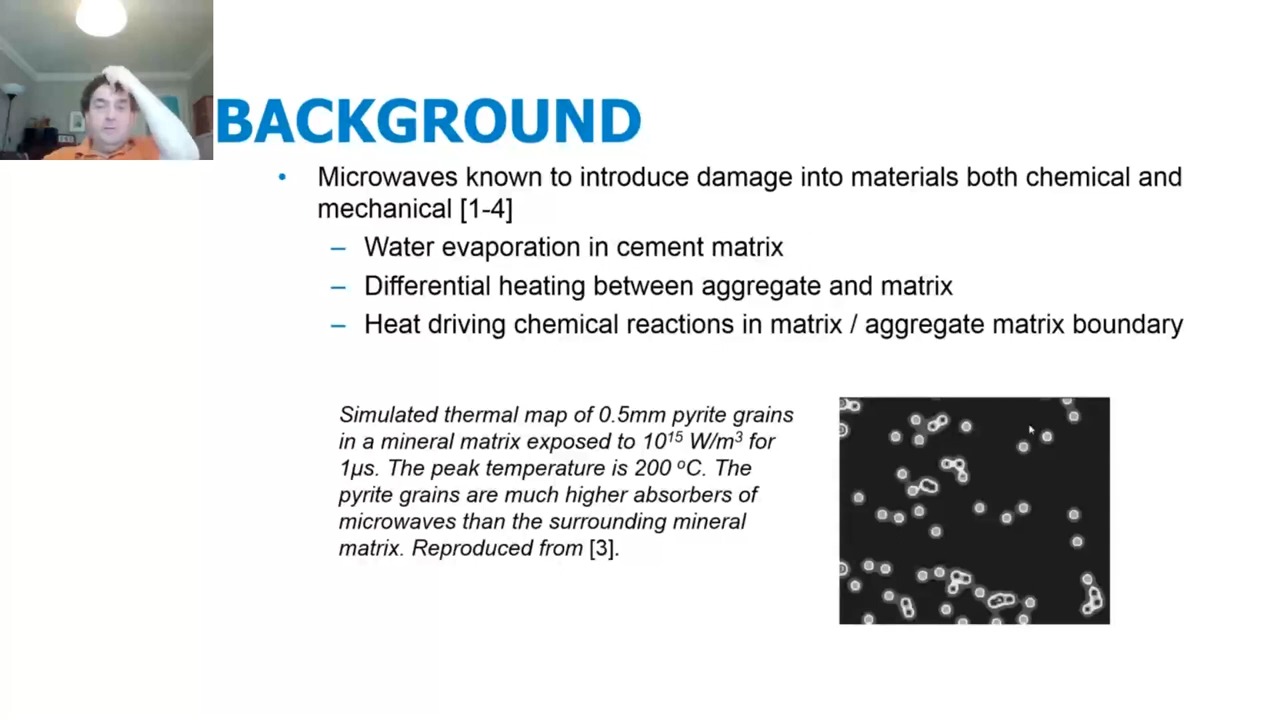 BACKGROUND
• Microwaves known to introduce damage into materials both chemical and
mechanical [1-4]
– Water evaporation in cement matrix
– Differential heating between aggregate and matrix
– Heat driving chemical reactions in matrix / aggregate matrix boundary
Simulated thermal map of 0.5mm pyrite grains
in a mineral matrix exposed to 10¹⁵ W/m³ for
1µs. The peak temperature is 200 ºC. The
pyrite grains are much higher absorbers of
microwaves than the surrounding mineral
matrix. Reproduced from [3].